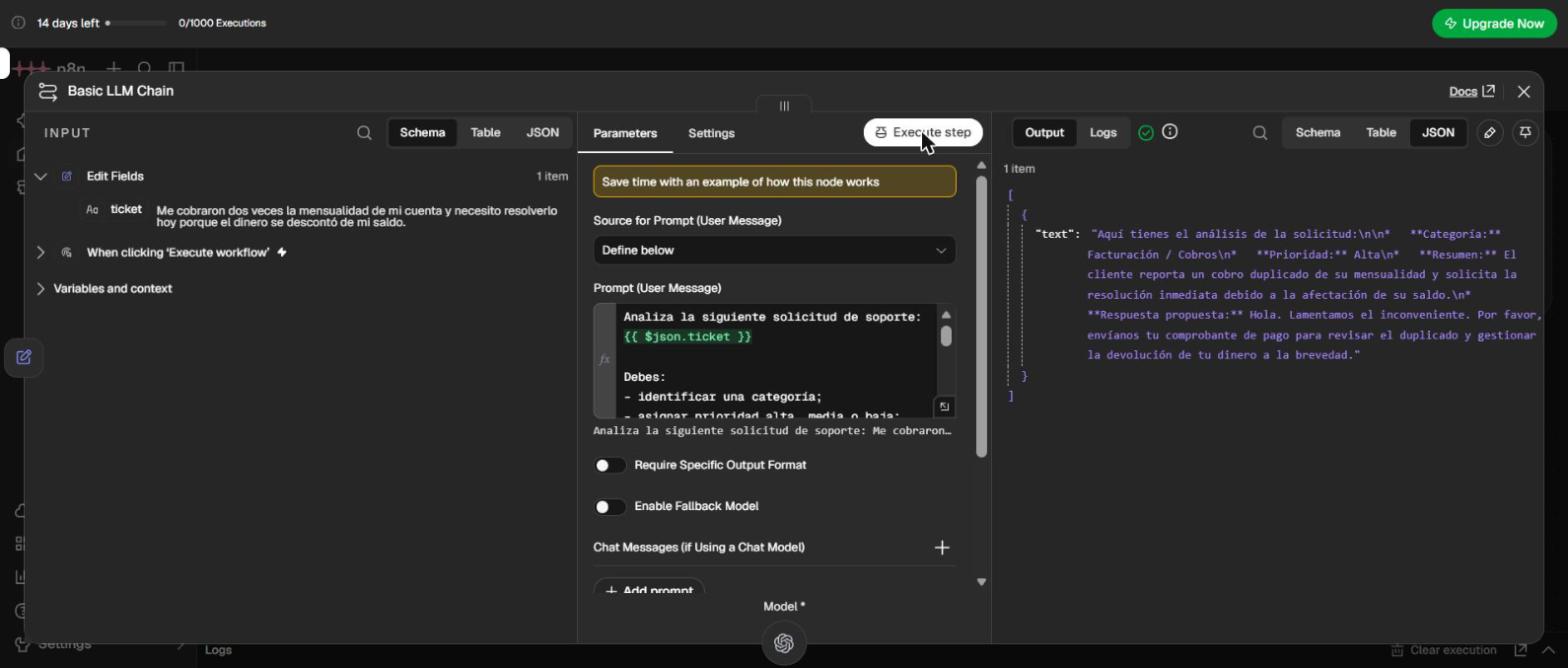 14 days left
0/1000 Executions
Upgrade Now
n8n
Basic LLM Chain
Docs
INPUT
Schema
Table
JSON
Edit Fields
1 item
ticket
Me cobraron dos veces la mensualidad de mi cuenta y necesito resolverlo
hoy porque el dinero se descontó de mi saldo.
When clicking ‘Execute workflow’
Variables and context
Parameters
Settings
Execute step
Save time with an example of how this node works
Source for Prompt (User Message)
Define below
Prompt (User Message)
fx
Analiza la siguiente solicitud de soporte:
{{ $json.ticket }}
Debes:
- identificar una categoría;
- asignar prioridad alta, media o baja;
Analiza la siguiente solicitud de soporte: Me cobraron…
Require Specific Output Format
Enable Fallback Model
Chat Messages (if Using a Chat Model)
Add prompt
Model *
Output
Logs
Schema
Table
JSON
1 item
[
{
"text": "Aquí tienes el análisis de la solicitud:\n\n*   **Categoría:**
Facturación / Cobros\n*   **Prioridad:** Alta\n*   **Resumen:** El
cliente reporta un cobro duplicado de su mensualidad y solicita la
resolución inmediata debido a la afectación de su saldo.\n*
**Respuesta propuesta:** Hola. Lamentamos el inconveniente. Por favor,
envíanos tu comprobante de pago para revisar el duplicado y gestionar
la devolución de tu dinero a la brevedad."
}
]
Settings
Logs
Clear execution